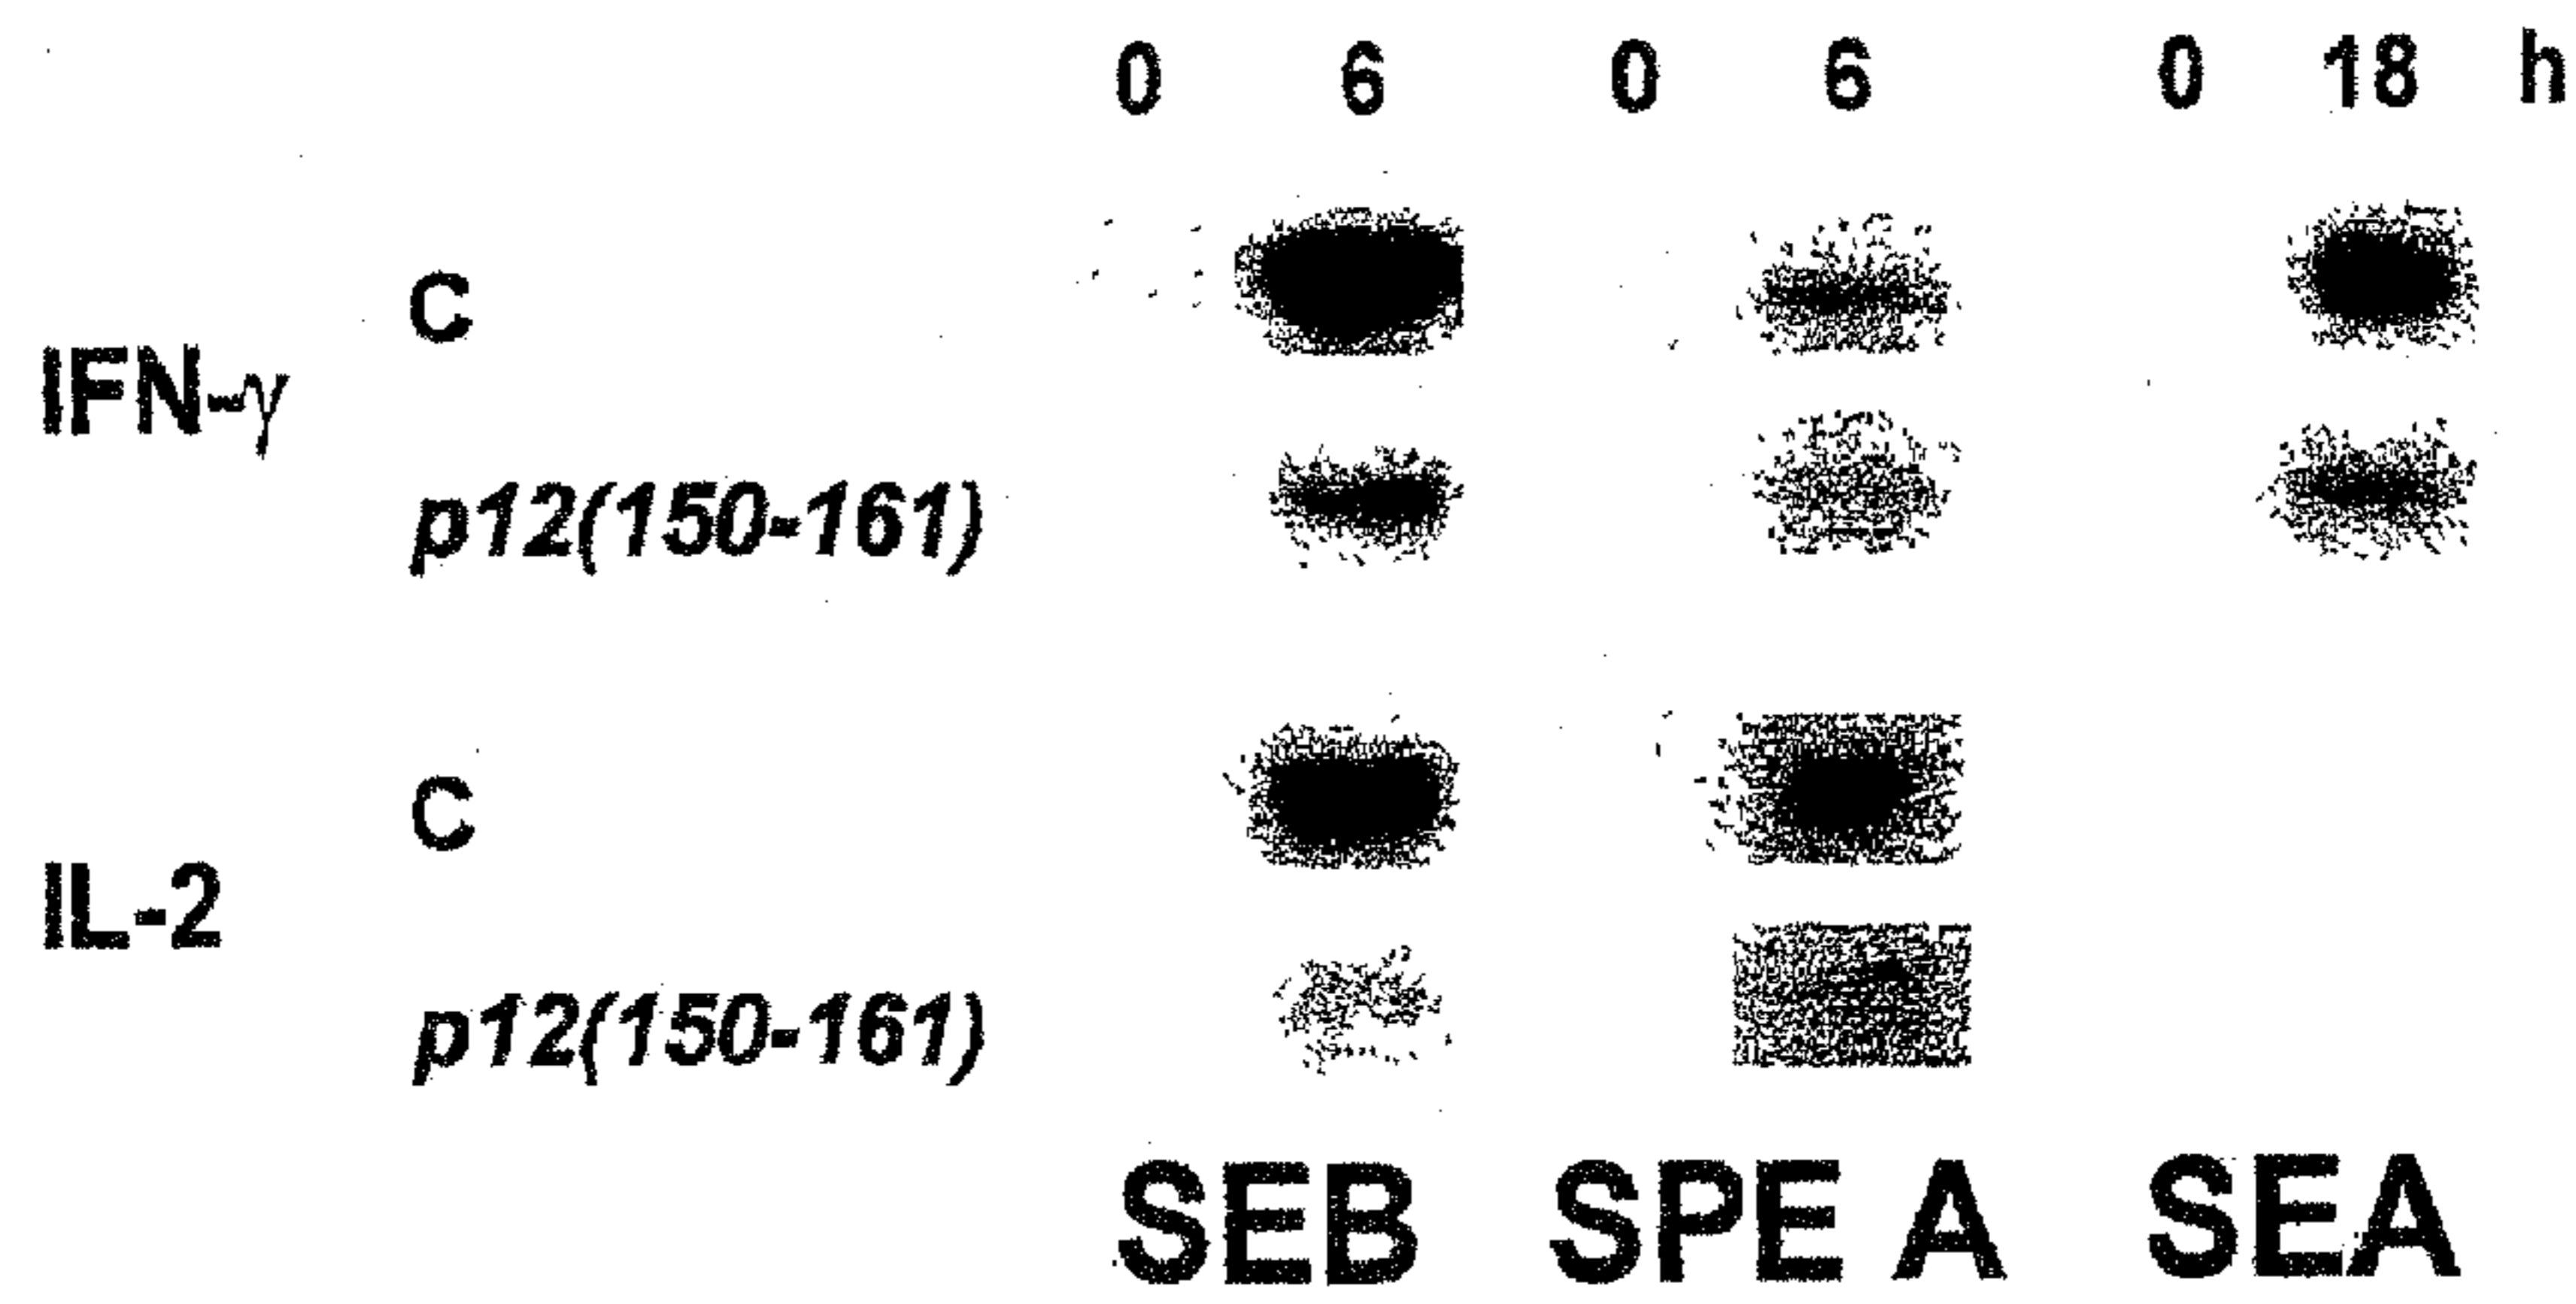 0 6 0 6 0 18 h
C
IFN-γ
p12(150-161)
C
IL-2
p12(150-161)
SEB SPE A SEA